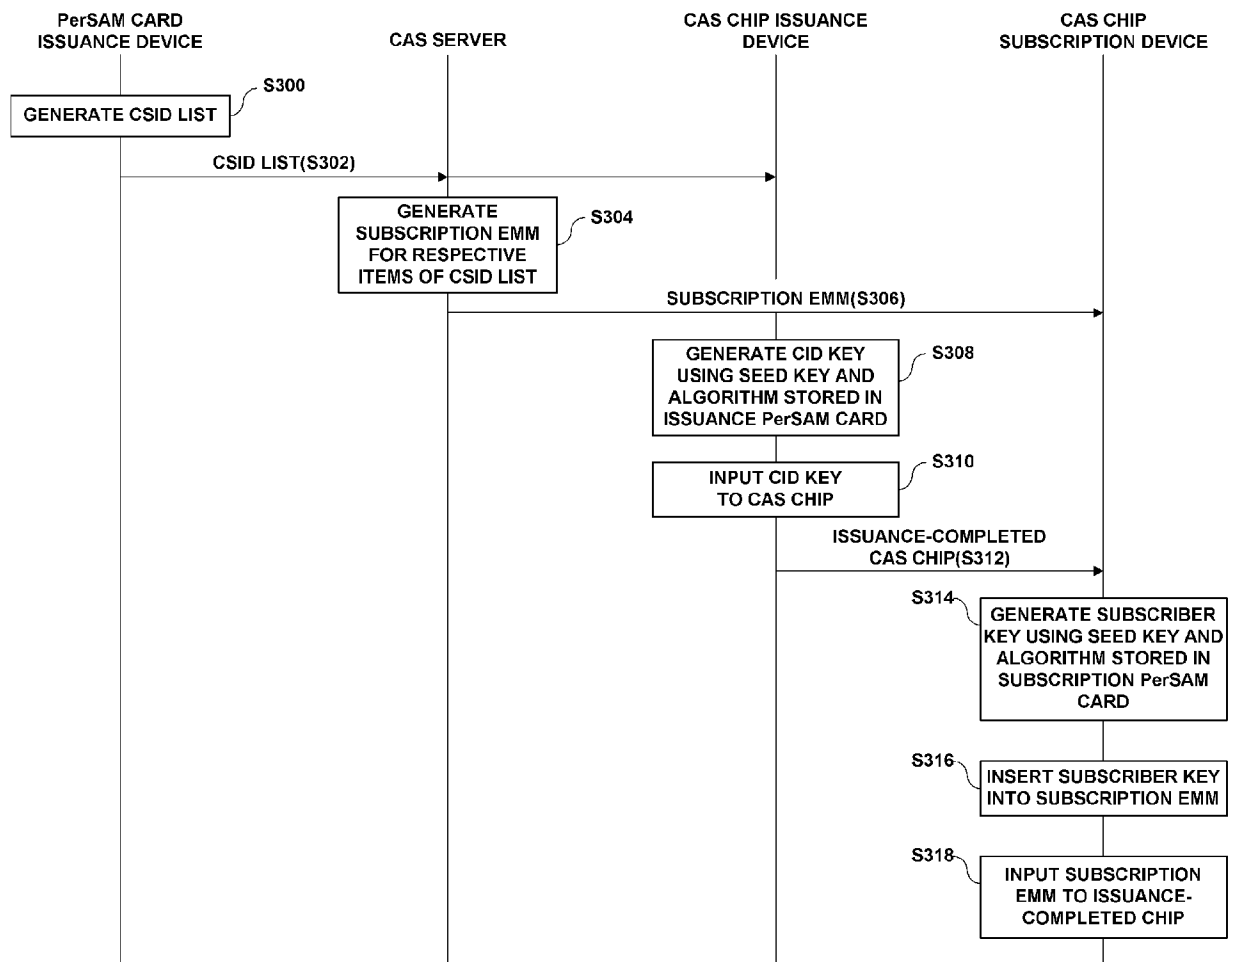 PerSAM CARD
ISSUANCE DEVICE
CAS SERVER
CAS CHIP ISSUANCE
DEVICE
CAS CHIP
SUBSCRIPTION DEVICE
S300
GENERATE CSID LIST
CSID LIST(S302)
GENERATE
SUBSCRIPTION EMM
FOR RESPECTIVE
ITEMS OF CSID LIST
S304
SUBSCRIPTION EMM(S306)
GENERATE CID KEY
USING SEED KEY AND
ALGORITHM STORED IN
ISSUANCE PerSAM CARD
S308
INPUT CID KEY
TO CAS CHIP
S310
ISSUANCE-COMPLETED
CAS CHIP(S312)
S314
GENERATE SUBSCRIBER
KEY USING SEED KEY AND
ALGORITHM STORED IN
SUBSCRIPTION PerSAM
CARD
S316
INSERT SUBSCRIBER KEY
INTO SUBSCRIPTION EMM
S318
INPUT SUBSCRIPTION
EMM TO ISSUANCE-
COMPLETED CHIP